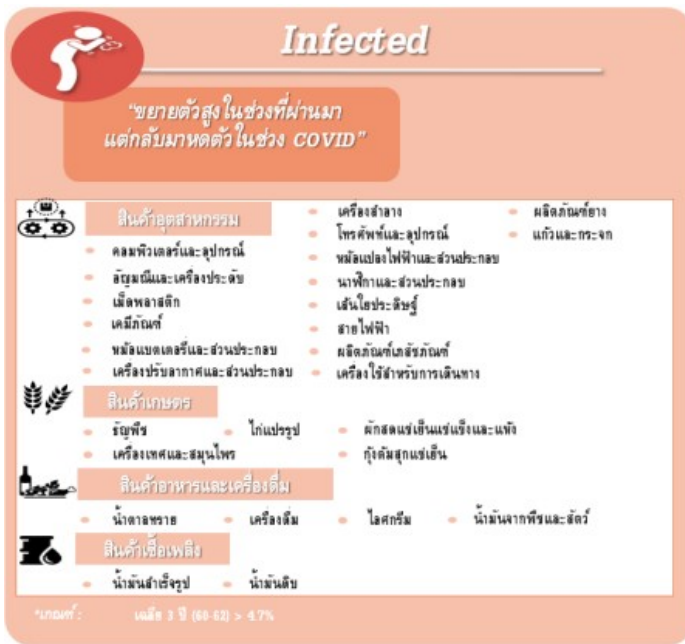 Infected
“ขยายตัวสูงในช่วงที่ผ่านมา
แต่กลับมาหดตัวในช่วง COVID”
สินค้าอุตสาหกรรม
คอมพิวเตอร์และอุปกรณ์
อัญมณีและเครื่องประดับ
เม็ดพลาสติก
เคมีภัณฑ์
หม้อแบตเตอรี่และส่วนประกอบ
เครื่องปรับอากาศและส่วนประกอบ
เครื่องสำอาง
โทรศัพท์และอุปกรณ์
หม้อแปลงไฟฟ้าและส่วนประกอบ
นาฬิกาและส่วนประกอบ
เส้นใยประดิษฐ์
สายไฟฟ้า
ผลิตภัณฑ์เภสัชภัณฑ์
เครื่องใช้สำหรับการเดินทาง
ผลิตภัณฑ์ยาง
แก้วและกระจก
สินค้าเกษตร
ธัญพืช
ไก่แปรรูป
ผักสดแช่เย็นแช่แข็งและแห้ง
เครื่องเทศและสมุนไพร
กุ้งต้มสุกแช่เย็น
สินค้าอาหารและเครื่องดื่ม
น้ำตาลทราย
เครื่องดื่ม
ไอศกรีม
น้ำมันจากพืชและสัตว์
สินค้าเชื้อเพลิง
น้ำมันสำเร็จรูป
น้ำมันดิบ
*เกณฑ์ : เฉลี่ย 3 ปี (60-62) > 4.7%